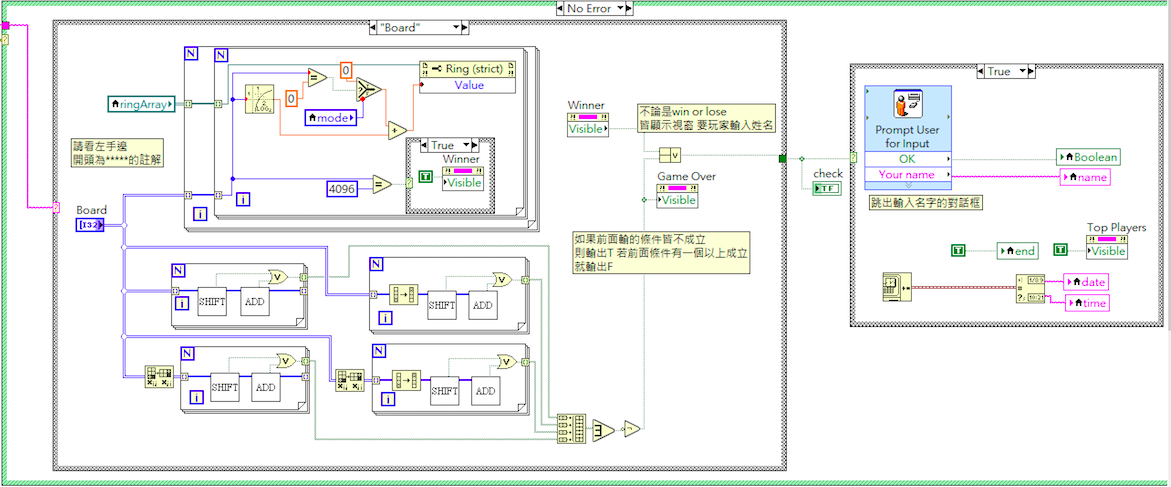 No Error
"Board"
N
N
ringArray
LOG2
=
0
0
mode
+
Ring (strict)
Value
請看左手邊
開頭為*****的註解
True
Winner
T
Visible
4096
=
i
i
Board
[I32]
Winner
Visible
不論是win or lose
皆顯示視窗 要玩家輸入姓名
V
Game Over
Visible
如果前面輸的條件皆不成立
則輸出T 若前面條件有一個以上成立
就輸出F
N
i
SHIFT
ADD
V
N
i
SHIFT
ADD
V
N
i
SHIFT
ADD
V
N
i
SHIFT
ADD
V
check
TF
True
Prompt User
for Input
OK
Your name
Boolean
name
跳出輸入名字的對話框
T
end
T
Top Players
Visible
date
time